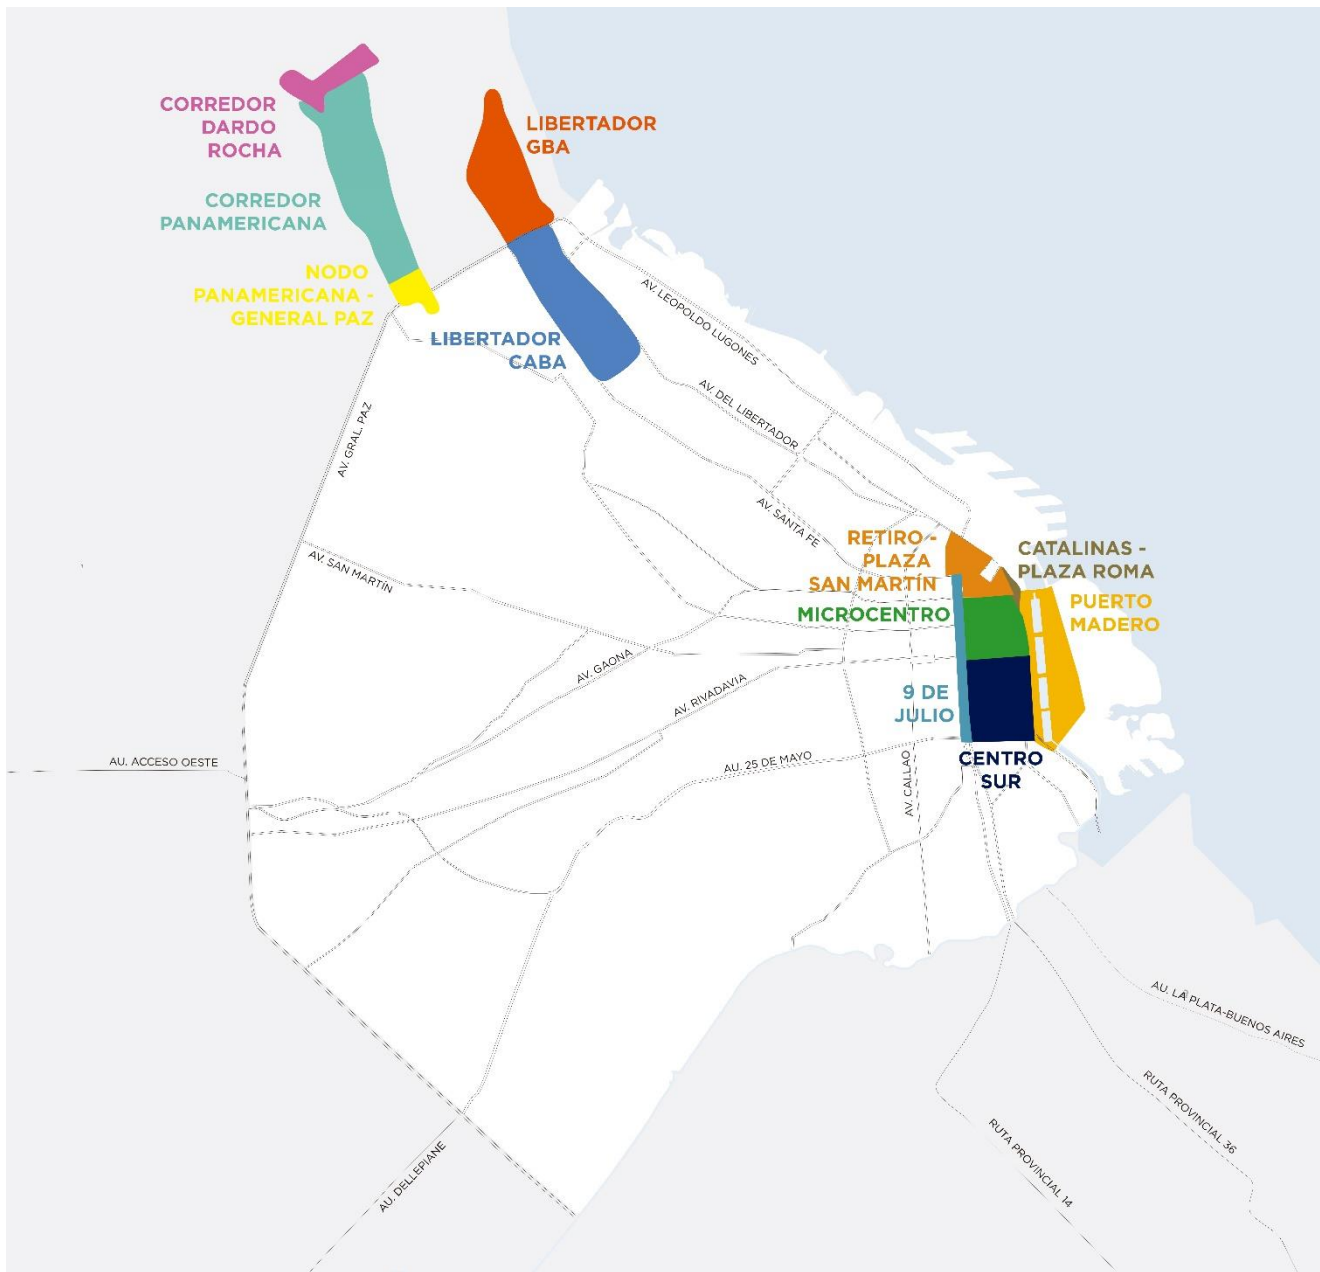 CORREDOR
DARDO
ROCHA
LIBERTADOR
GBA
CORREDOR
PANAMERICANA
NODO
PANAMERICANA -
GENERAL PAZ
LIBERTADOR
CABA
AV. LEOPOLDO LUGONES
AV. DEL LIBERTADOR
AV. GRAL. PAZ
AV. SANTA FE
AV. SAN MARTÍN
RETIRO -
PLAZA
SAN MARTÍN
CATALINAS -
PLAZA ROMA
MICROCENTRO
PUERTO
MADERO
AV. GAONA
AV. RIVADAVIA
9 DE
JULIO
AU. ACCESO OESTE
AU. 25 DE MAYO
AV. CALLAO
CENTRO
SUR
AU. LA PLATA-BUENOS AIRES
RUTA PROVINCIAL 36
RUTA PROVINCIAL 14
AU. DELLEPIANE